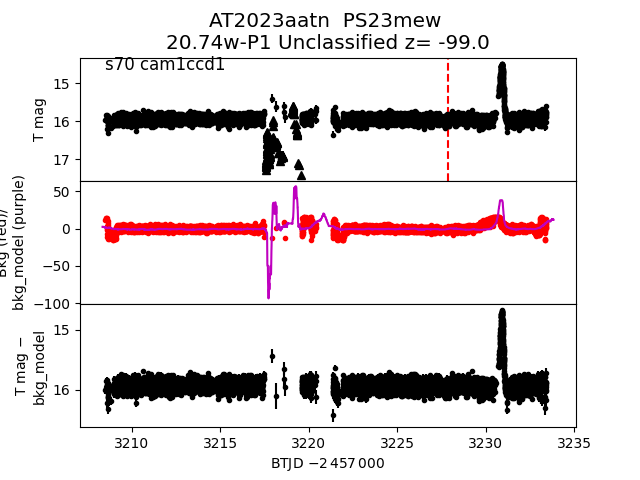 AT2023aatn  PS23mew
20.74w-P1 Unclassified z= -99.0
s70 cam1ccd1
15
16
17
T mag
50
0
−50
−100
Bkg (red)/
bkg_model (purple)
15
16
T mag −
bkg_model
3210
3215
3220
3225
3230
3235
BTJD −2 457 000